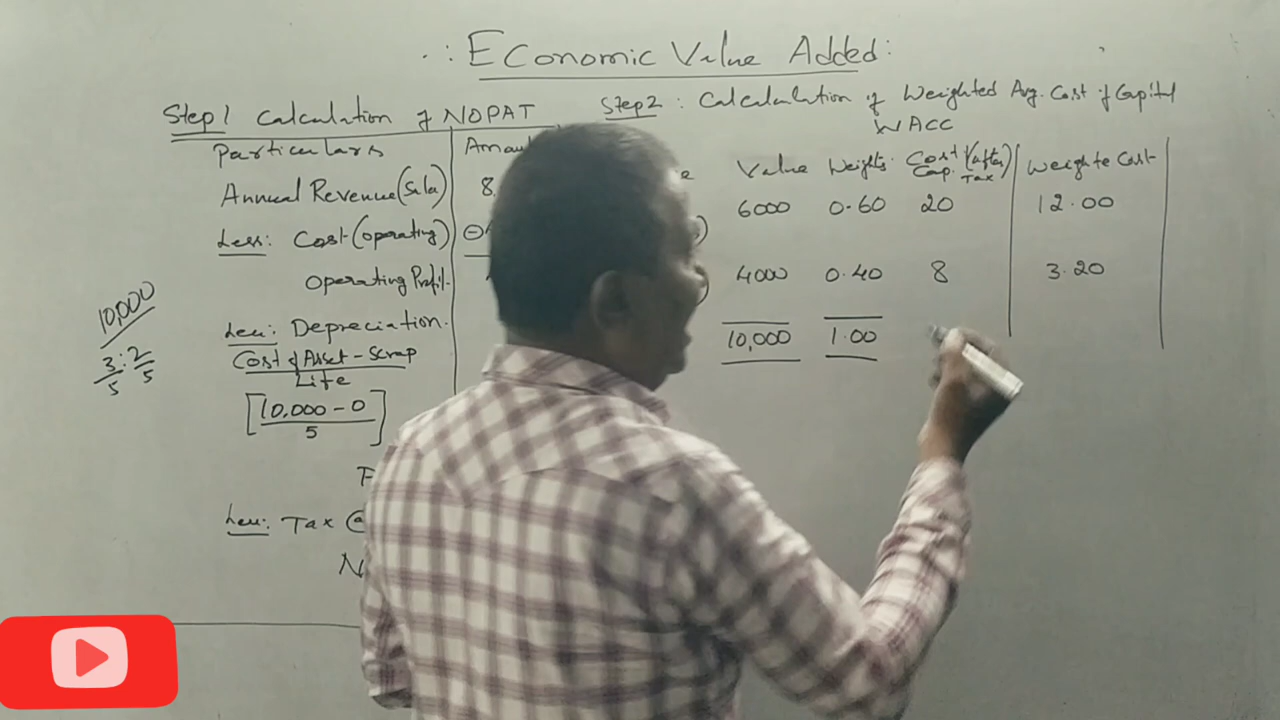 ∴ Economic Value Added:
Step 1 Calculation of NOPAT
Particulars
Annual Revenue (Sales) 8
Less: Cost (operating) ⊖
Operating Profit.
Less: Depreciation.
Cost of Asset - Scrap
Life
[10,000 - 0
5]
Less: Tax @
N
10,000
3 : 2
5 5
Step 2 : Calculation of Weighted Avg. Cost of Capital
WACC
Value Weights Cost Cap. (after Tax) Weighte Cost
6000 0.60 20 12.00
4000 0.40 8 3.20
10,000 1.00